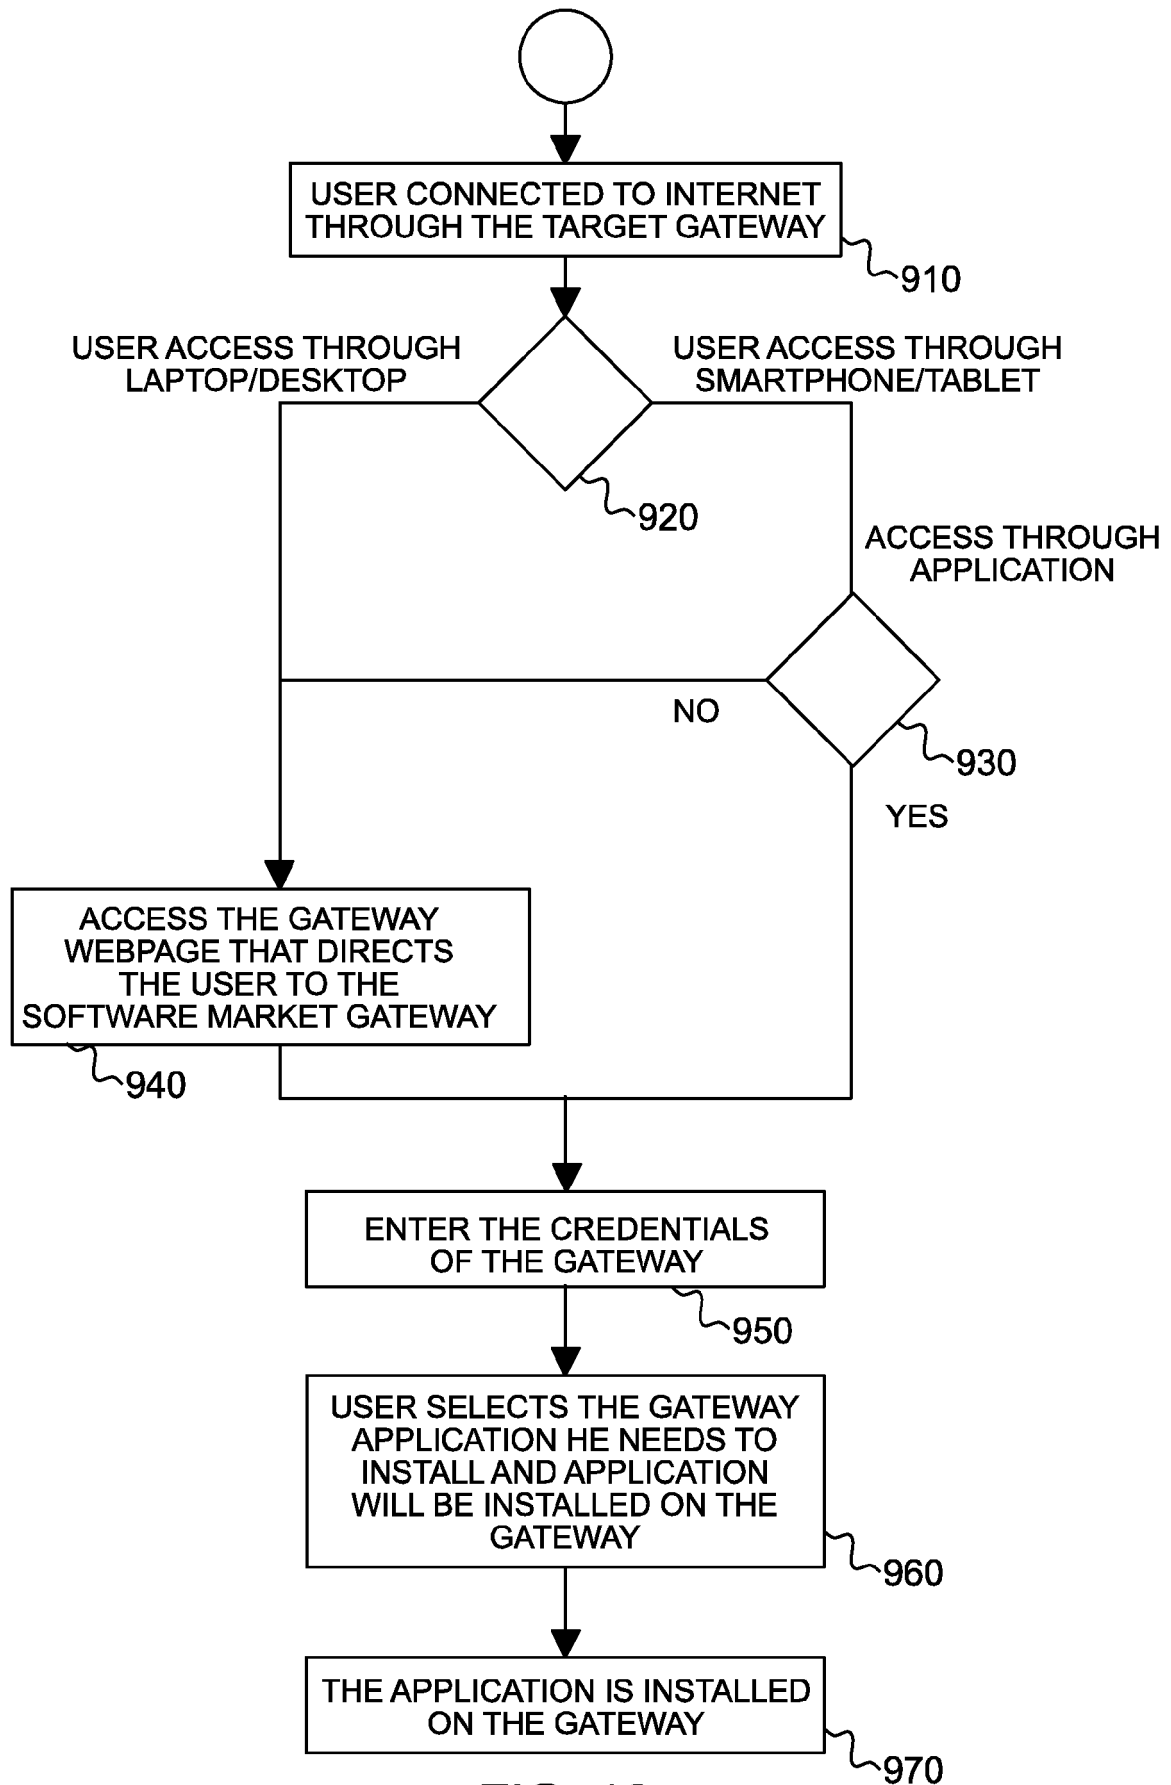 USER CONNECTED TO INTERNET
THROUGH THE TARGET GATEWAY
910
USER ACCESS THROUGH
LAPTOP/DESKTOP
USER ACCESS THROUGH
SMARTPHONE/TABLET
920
ACCESS THROUGH
APPLICATION
NO
930
YES
ACCESS THE GATEWAY
WEBPAGE THAT DIRECTS
THE USER TO THE
SOFTWARE MARKET GATEWAY
940
ENTER THE CREDENTIALS
OF THE GATEWAY
950
USER SELECTS THE GATEWAY
APPLICATION HE NEEDS TO
INSTALL AND APPLICATION
WILL BE INSTALLED ON THE
GATEWAY
960
THE APPLICATION IS INSTALLED
ON THE GATEWAY
970